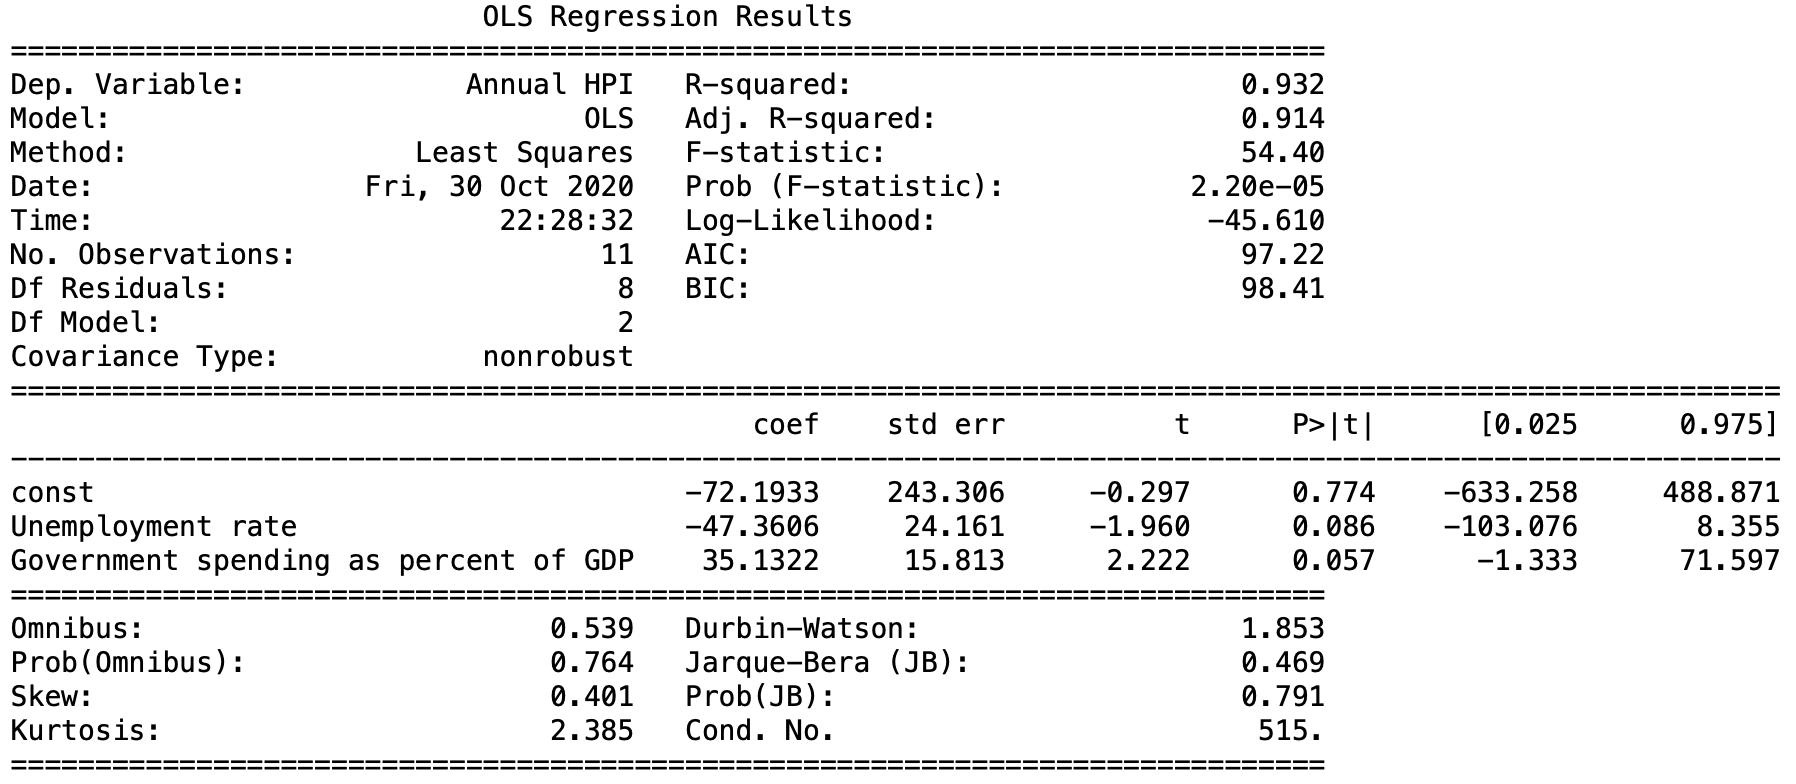 OLS Regression Results
==============================================================================
Dep. Variable:             Annual HPI   R-squared:                       0.932
Model:                            OLS   Adj. R-squared:                  0.914
Method:                 Least Squares   F-statistic:                     54.40
Date:                Fri, 30 Oct 2020   Prob (F-statistic):           2.20e-05
Time:                        22:28:32   Log-Likelihood:                -45.610
No. Observations:                  11   AIC:                             97.22
Df Residuals:                       8   BIC:                             98.41
Df Model:                           2
Covariance Type:            nonrobust
=========================================================================================================
                                            coef    std err          t      P>|t|      [0.025      0.975]
---------------------------------------------------------------------------------------------------------
const                                   -72.1933    243.306     -0.297      0.774    -633.258     488.871
Unemployment rate                       -47.3606     24.161     -1.960      0.086    -103.076       8.355
Government spending as percent of GDP    35.1322     15.813      2.222      0.057      -1.333      71.597
==============================================================================
Omnibus:                        0.539   Durbin-Watson:                   1.853
Prob(Omnibus):                  0.764   Jarque-Bera (JB):                0.469
Skew:                           0.401   Prob(JB):                        0.791
Kurtosis:                       2.385   Cond. No.                         515.
==============================================================================